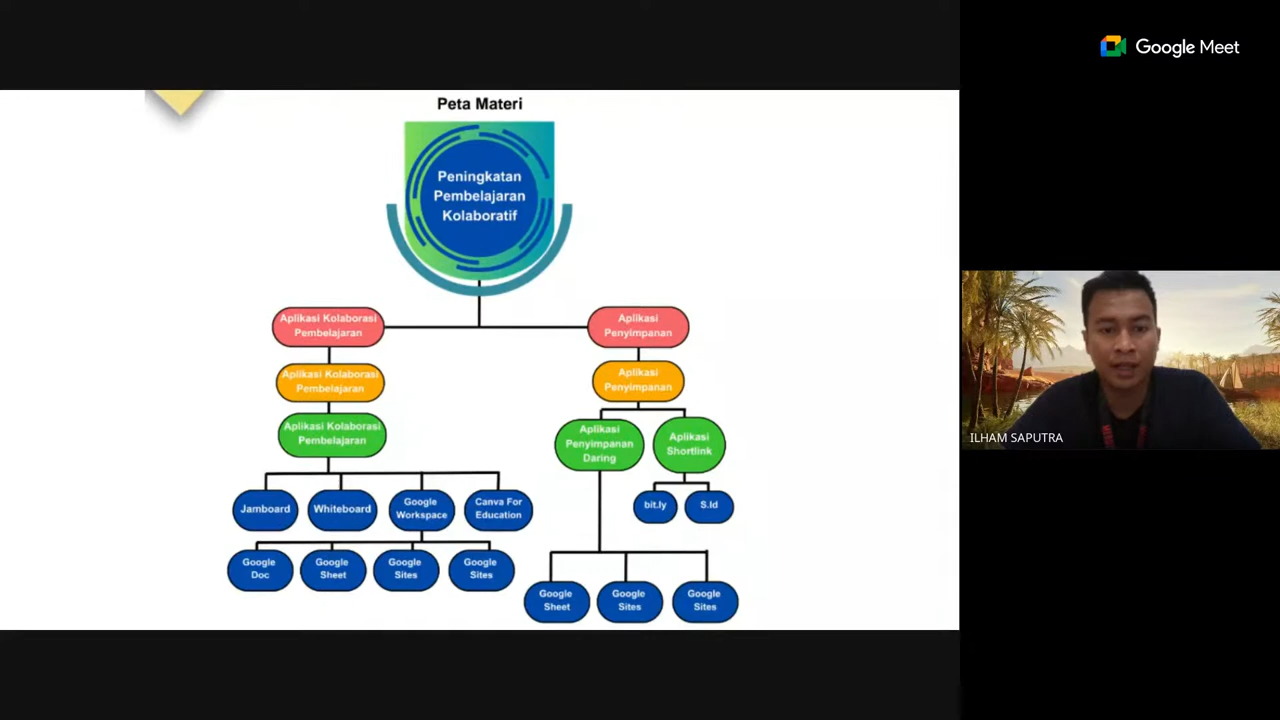 Google Meet
Peta Materi
Peningkatan
Pembelajaran
Kolaboratif
Aplikasi Kolaborasi
Pembelajaran
Aplikasi
Penyimpanan
Aplikasi Kolaborasi
Pembelajaran
Aplikasi
Penyimpanan
Aplikasi Kolaborasi
Pembelajaran
Aplikasi
Penyimpanan
Daring
Aplikasi
Shortlink
Jamboard
Whiteboard
Google
Workspace
Canva For
Education
bit.ly
S.Id
Google
Doc
Google
Sheet
Google
Sites
Google
Sites
Google
Sheet
Google
Sites
Google
Sites
ILHAM SAPUTRA